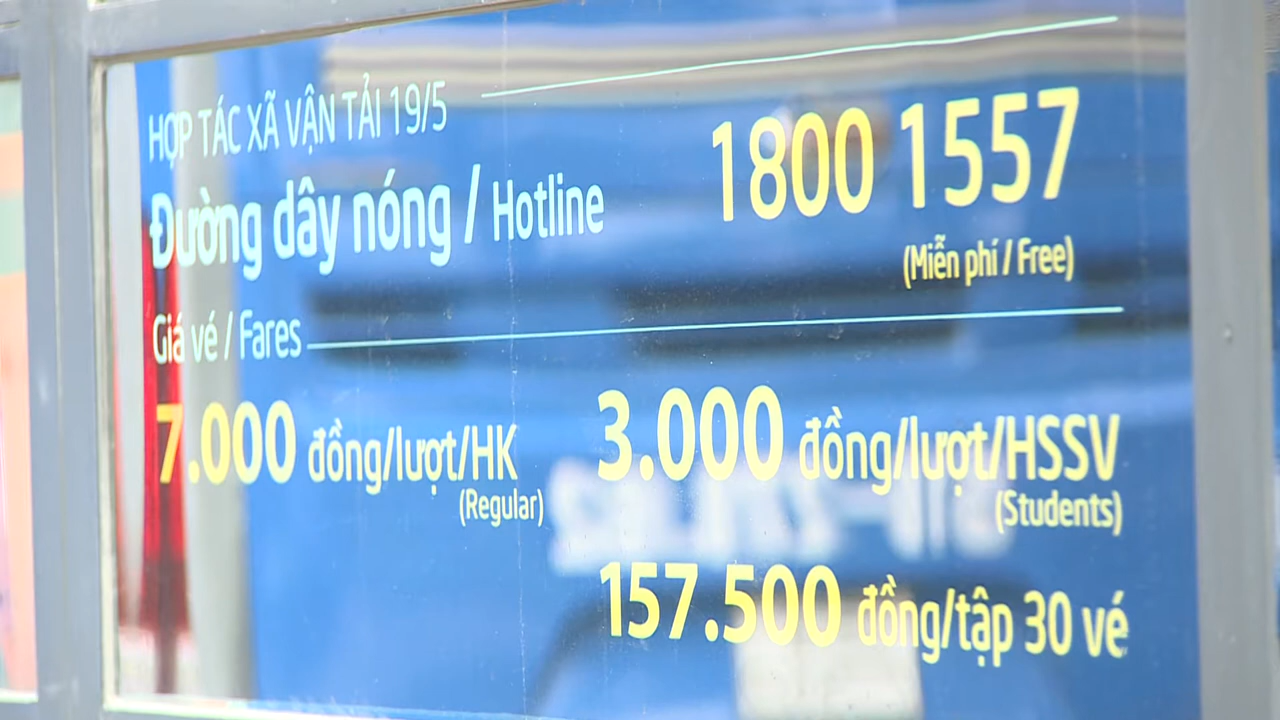 HỢP TÁC XÃ VẬN TẢI 19/5
Đường dây nóng / Hotline 1800 1557
(Miễn phí / Free)
Giá vé / Fares
7.000 đồng/lượt/HK 3.000 đồng/lượt/HSSV
(Regular) (Students)
157.500 đồng/tập 30 vé